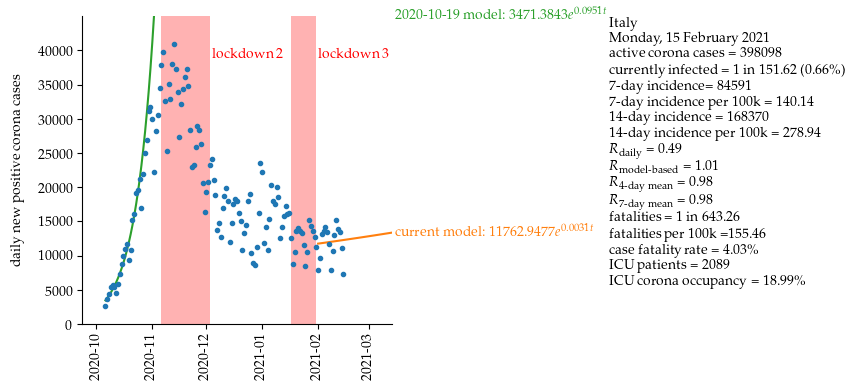 2020-10-19 model: 3471.3843e^0.0951t
Italy
Monday, 15 February 2021
active corona cases = 398098
currently infected = 1 in 151.62 (0.66%)
7-day incidence= 84591
7-day incidence per 100k = 140.14
14-day incidence = 168370
14-day incidence per 100k = 278.94
R_daily = 0.49
R_model-based = 1.01
R_4-day mean = 0.98
R_7-day mean = 0.98
fatalities = 1 in 643.26
fatalities per 100k =155.46
case fatality rate = 4.03%
ICU patients = 2089
ICU corona occupancy = 18.99%
lockdown 2
lockdown 3
current model: 11762.9477e^0.0031t
daily new positive corona cases
40000
35000
30000
25000
20000
15000
10000
5000
0
2020-10
2020-11
2020-12
2021-01
2021-02
2021-03